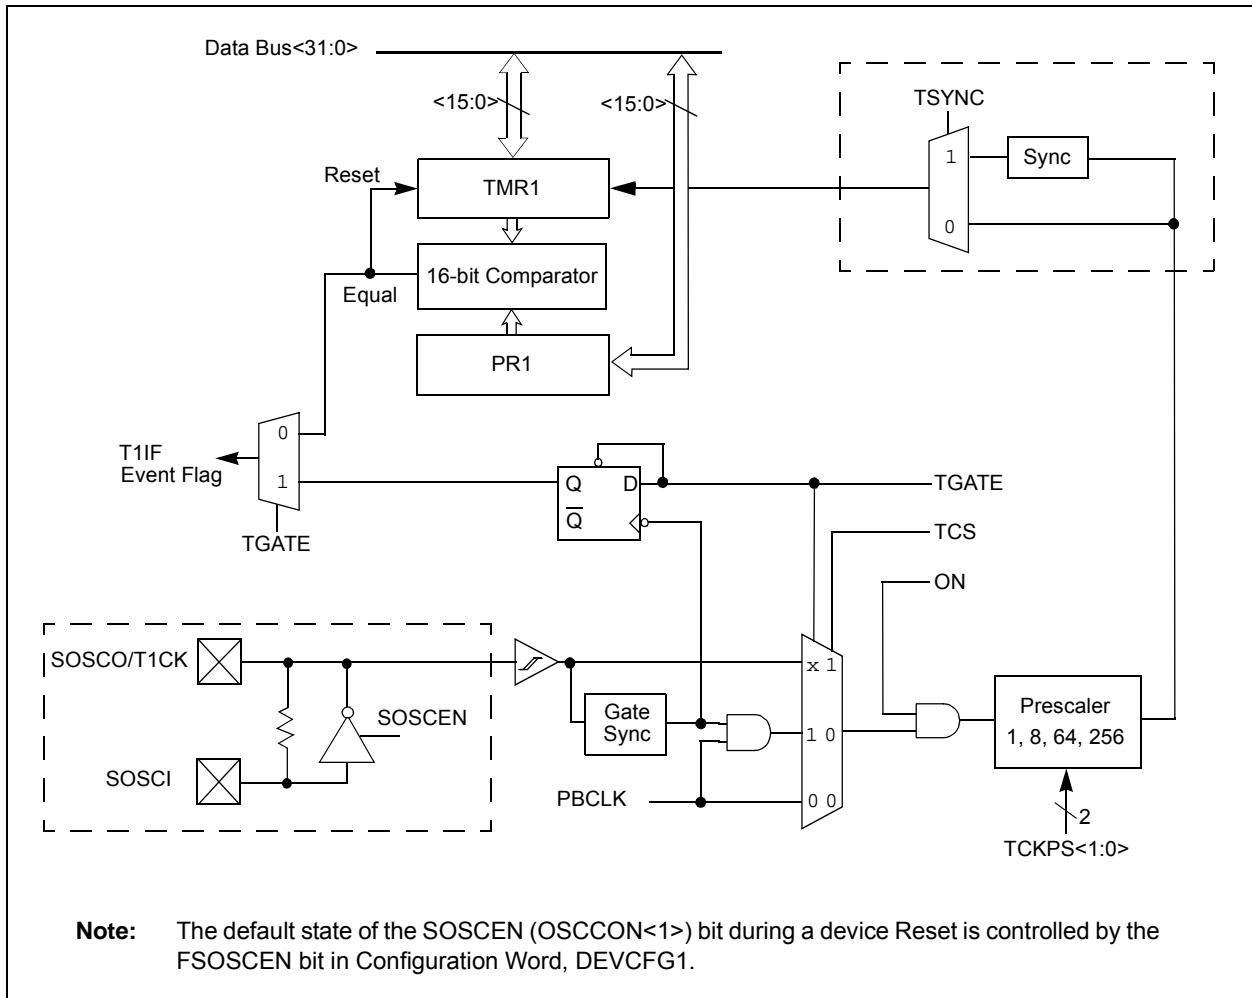 Data Bus<31:0>
<15:0>
<15:0>
TSYNC
1
Sync
0
Reset
TMR1
16-bit Comparator
Equal
PR1
0
1
T1IF
Event Flag
TGATE
Q
D
Q̅
TGATE
TCS
ON
SOSCO/T1CK
SOSCEN
SOSCI
Gate
Sync
PBCLK
x 1
1 0
0 0
Prescaler
1, 8, 64, 256
2
TCKPS<1:0>
Note: The default state of the SOSCEN (OSCCON<1>) bit during a device Reset is controlled by the
FSOSCEN bit in Configuration Word, DEVCFG1.